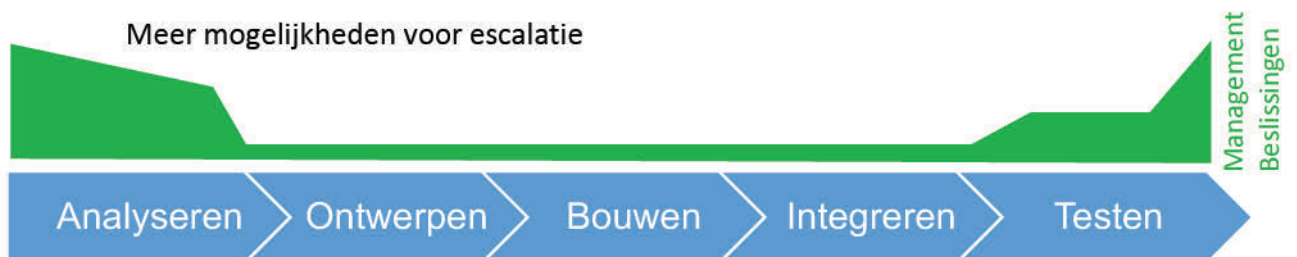 Meer mogelijkheden voor escalatie
Management
Beslissingen
Analyseren
Ontwerpen
Bouwen
Integreren
Testen